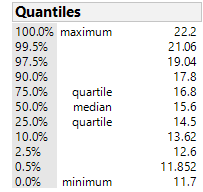 Quantiles
100.0% maximum 22.2
99.5% 21.06
97.5% 19.04
90.0% 17.8
75.0% quartile 16.8
50.0% median 15.6
25.0% quartile 14.5
10.0% 13.62
2.5% 12.6
0.5% 11.852
0.0% minimum 11.7